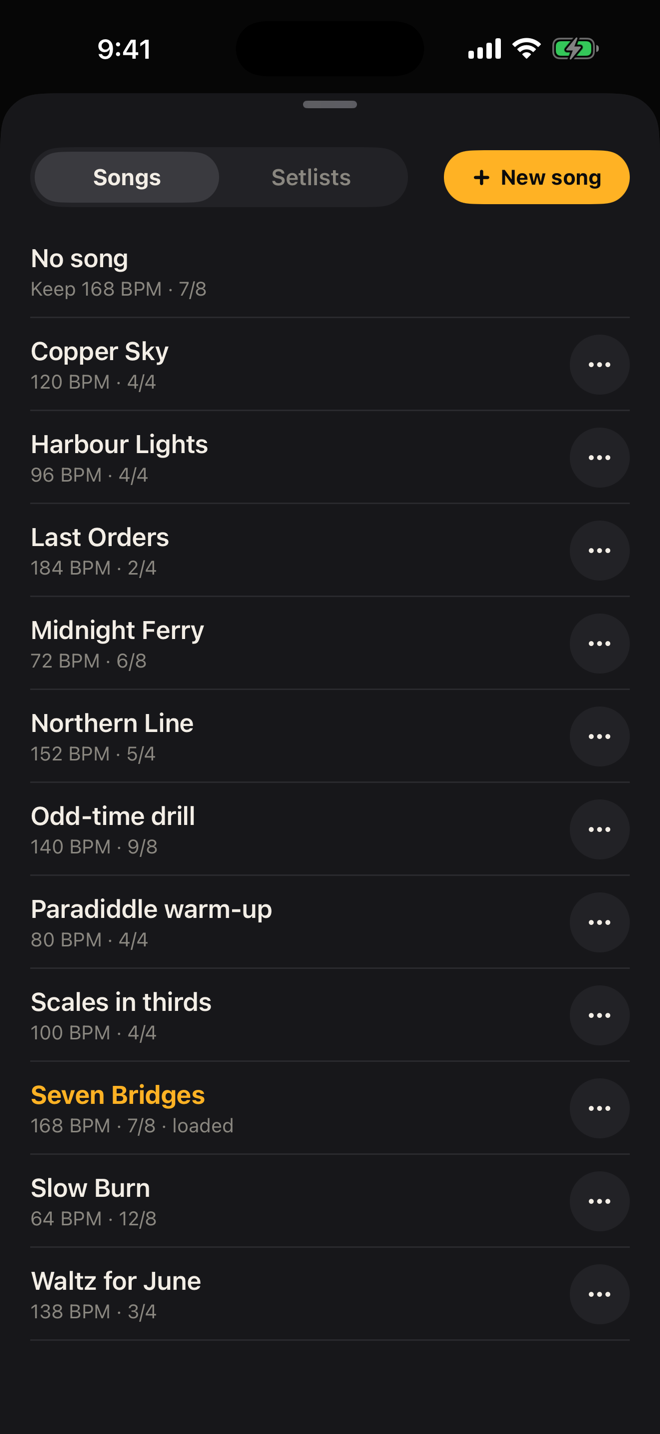 9:41
Songs
Setlists
+ New song
No song
Keep 168 BPM · 7/8
Copper Sky
120 BPM · 4/4
Harbour Lights
96 BPM · 4/4
Last Orders
184 BPM · 2/4
Midnight Ferry
72 BPM · 6/8
Northern Line
152 BPM · 5/4
Odd-time drill
140 BPM · 9/8
Paradiddle warm-up
80 BPM · 4/4
Scales in thirds
100 BPM · 4/4
Seven Bridges
168 BPM · 7/8 · loaded
Slow Burn
64 BPM · 12/8
Waltz for June
138 BPM · 3/4